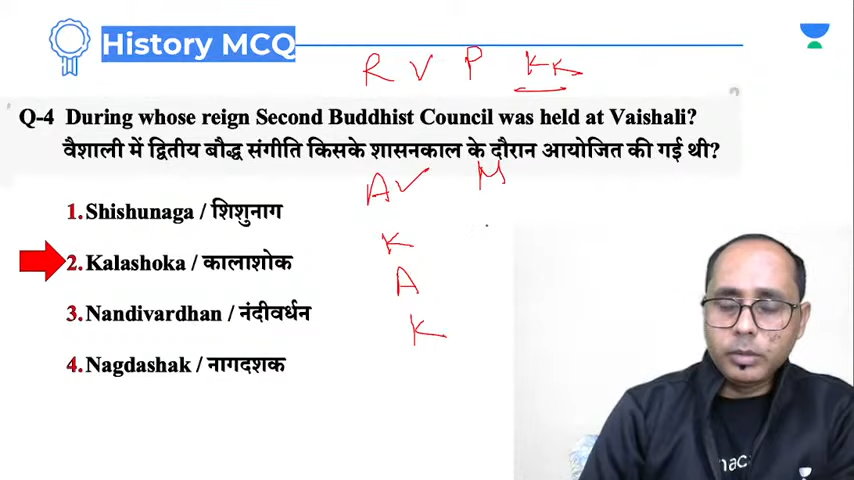 History MCQ
R V P KK
Q-4 During whose reign Second Buddhist Council was held at Vaishali?
वैशाली में द्वितीय बौद्ध संगीति किसके शासनकाल के दौरान आयोजित की गई थी?
A M
1. Shishunaga / शिशुनाग
K
2. Kalashoka / कालाशोक
A
3. Nandivardhan / नंदीवर्धन
K
4. Nagdashak / नागदशक